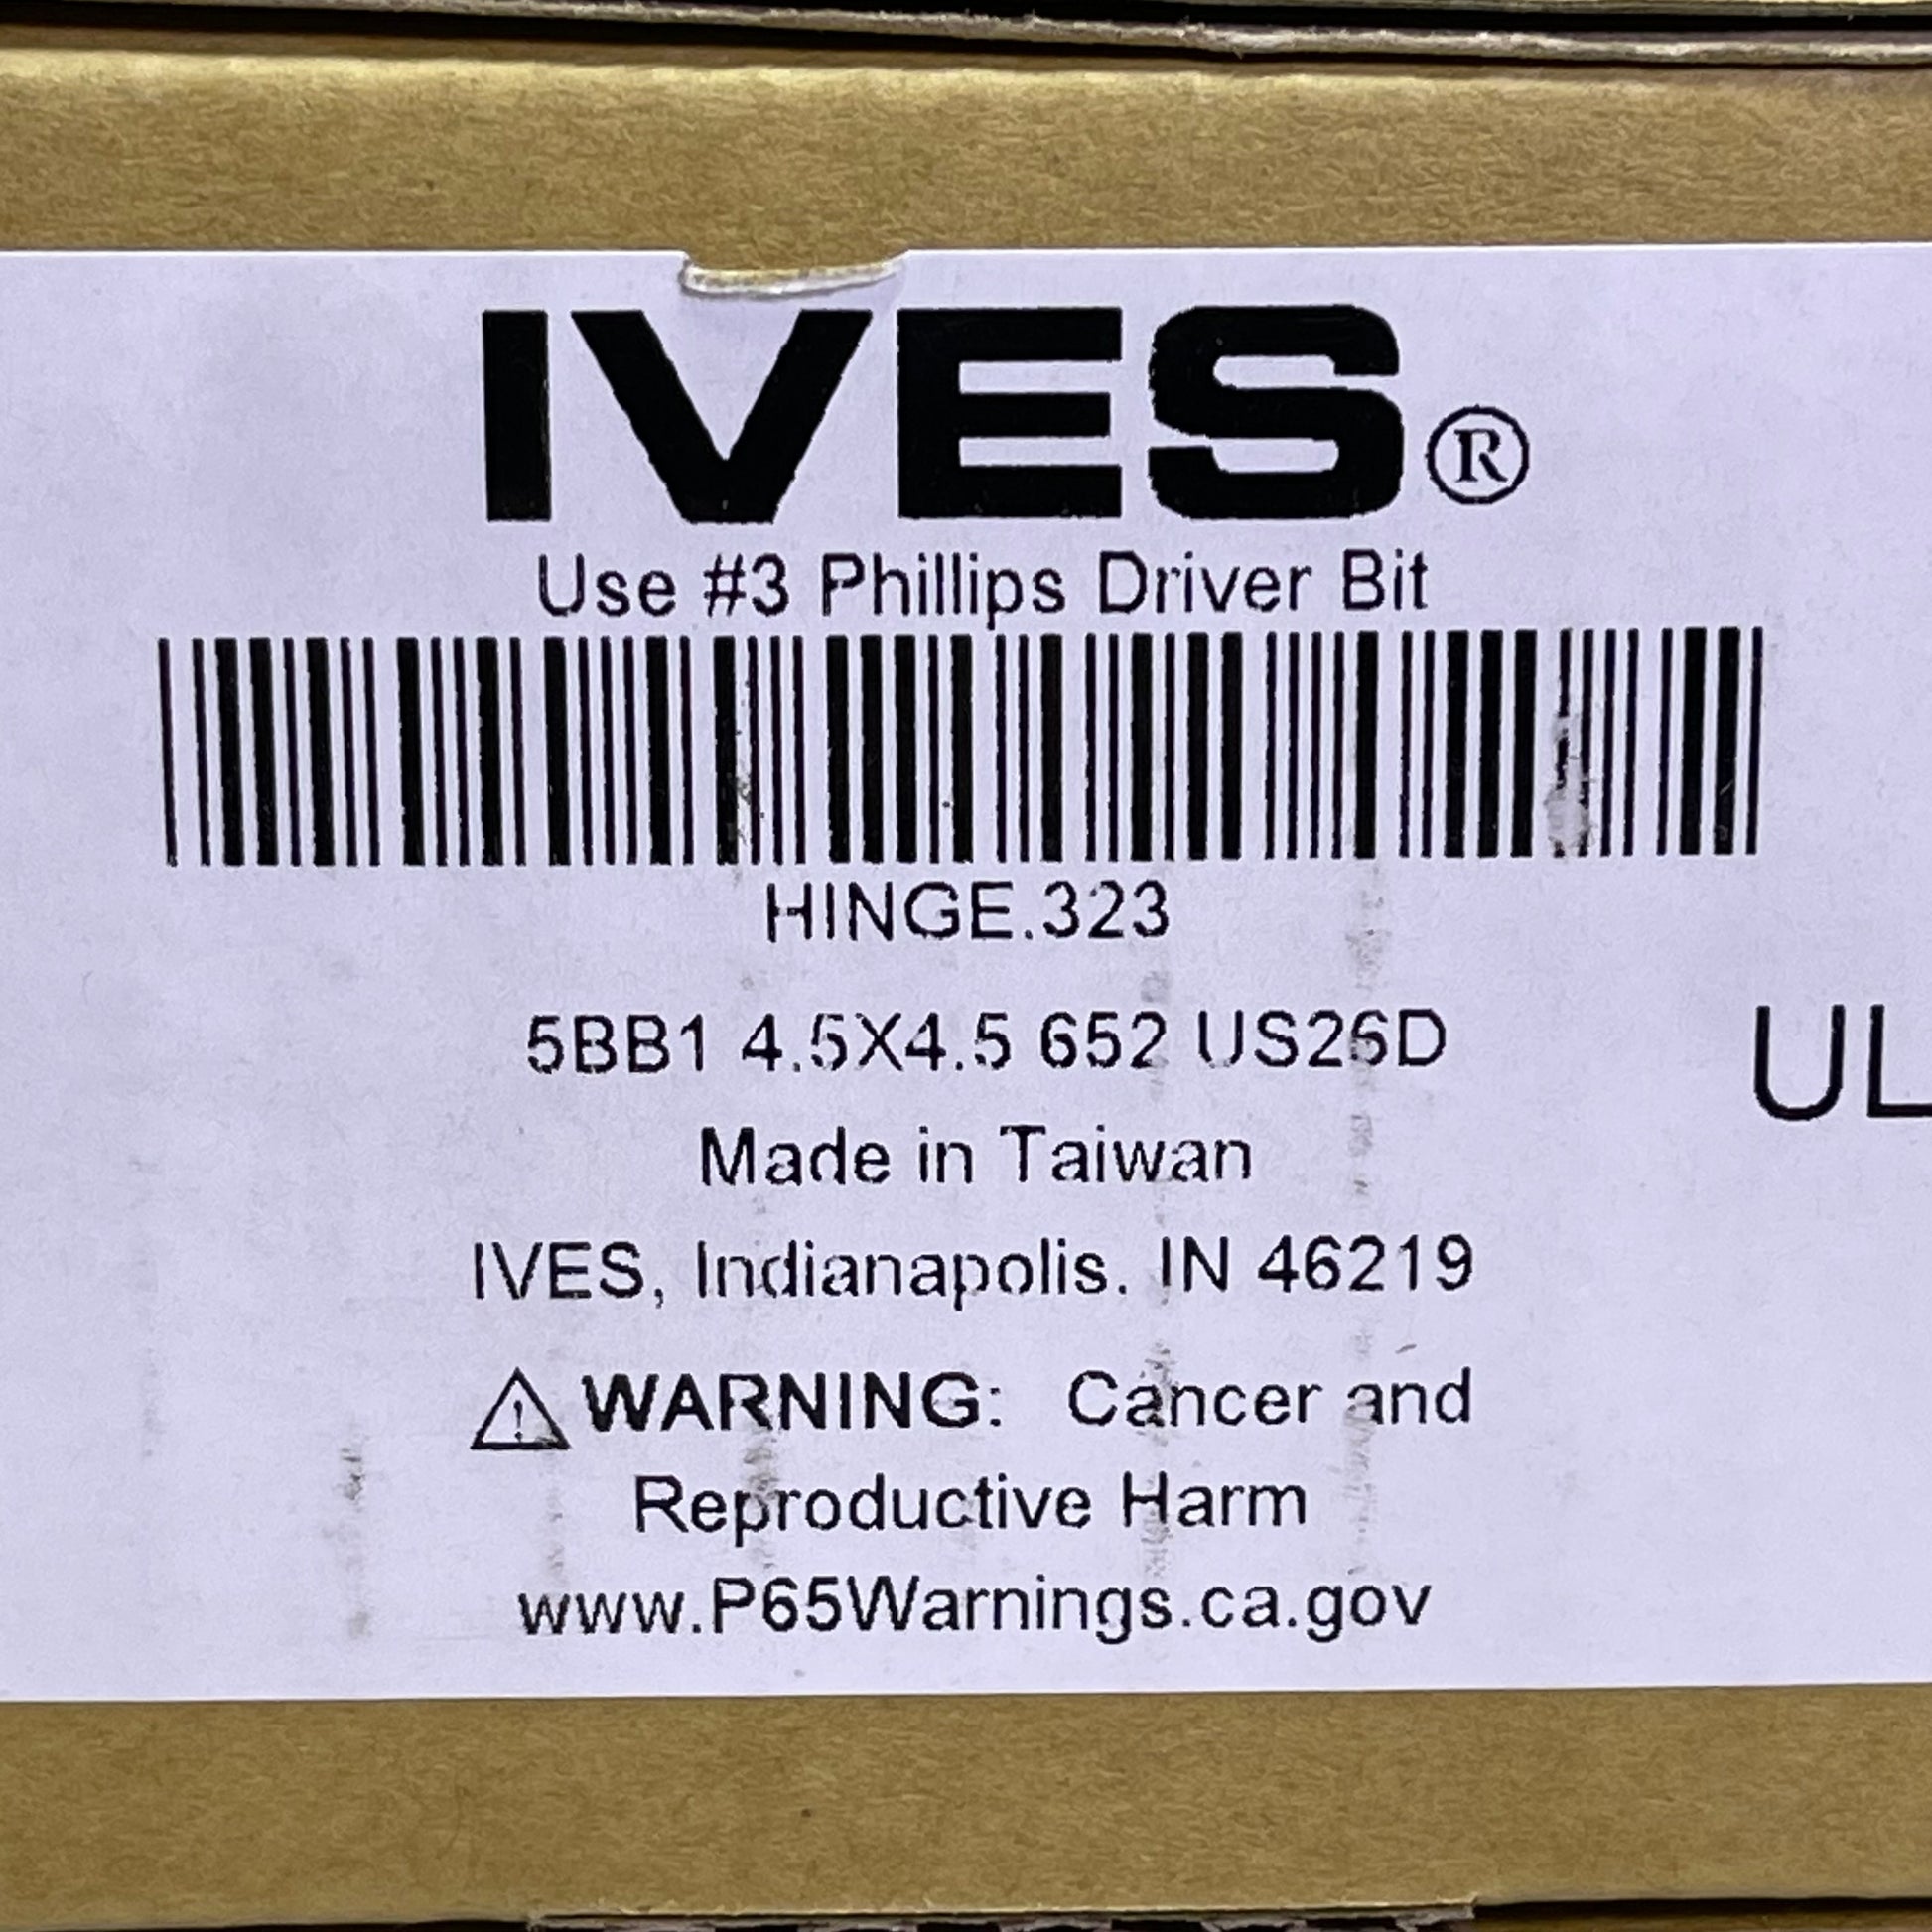 IVES®
Use #3 Phillips Driver Bit
HINGE.323
5BB1 4.5X4.5 652 US26D
UL
Made in Taiwan
IVES, Indianapolis. IN 46219
⚠ WARNING: Cancer and
Reproductive Harm
www.P65Warnings.ca.gov